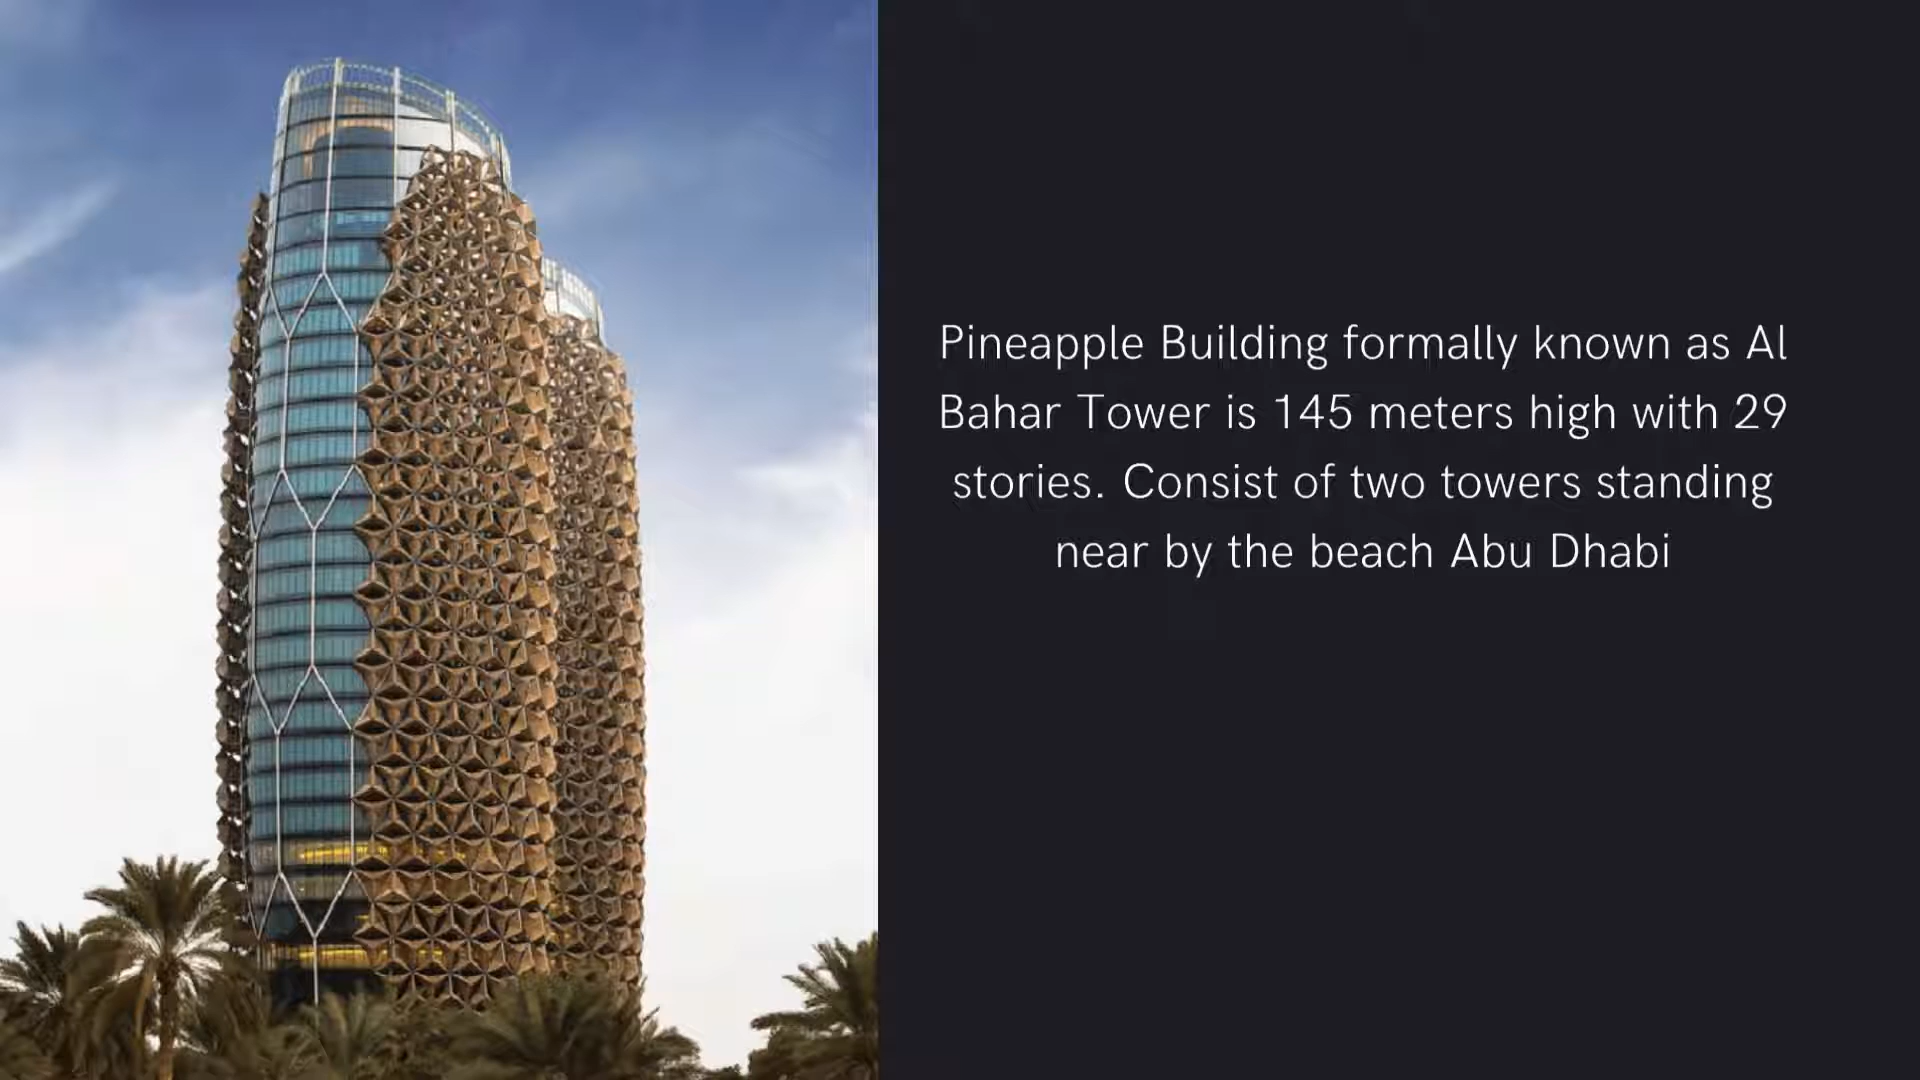 Pineapple Building formally known as Al
Bahar Tower is 145 meters high with 29
stories. Consist of two towers standing
near by the beach Abu Dhabi